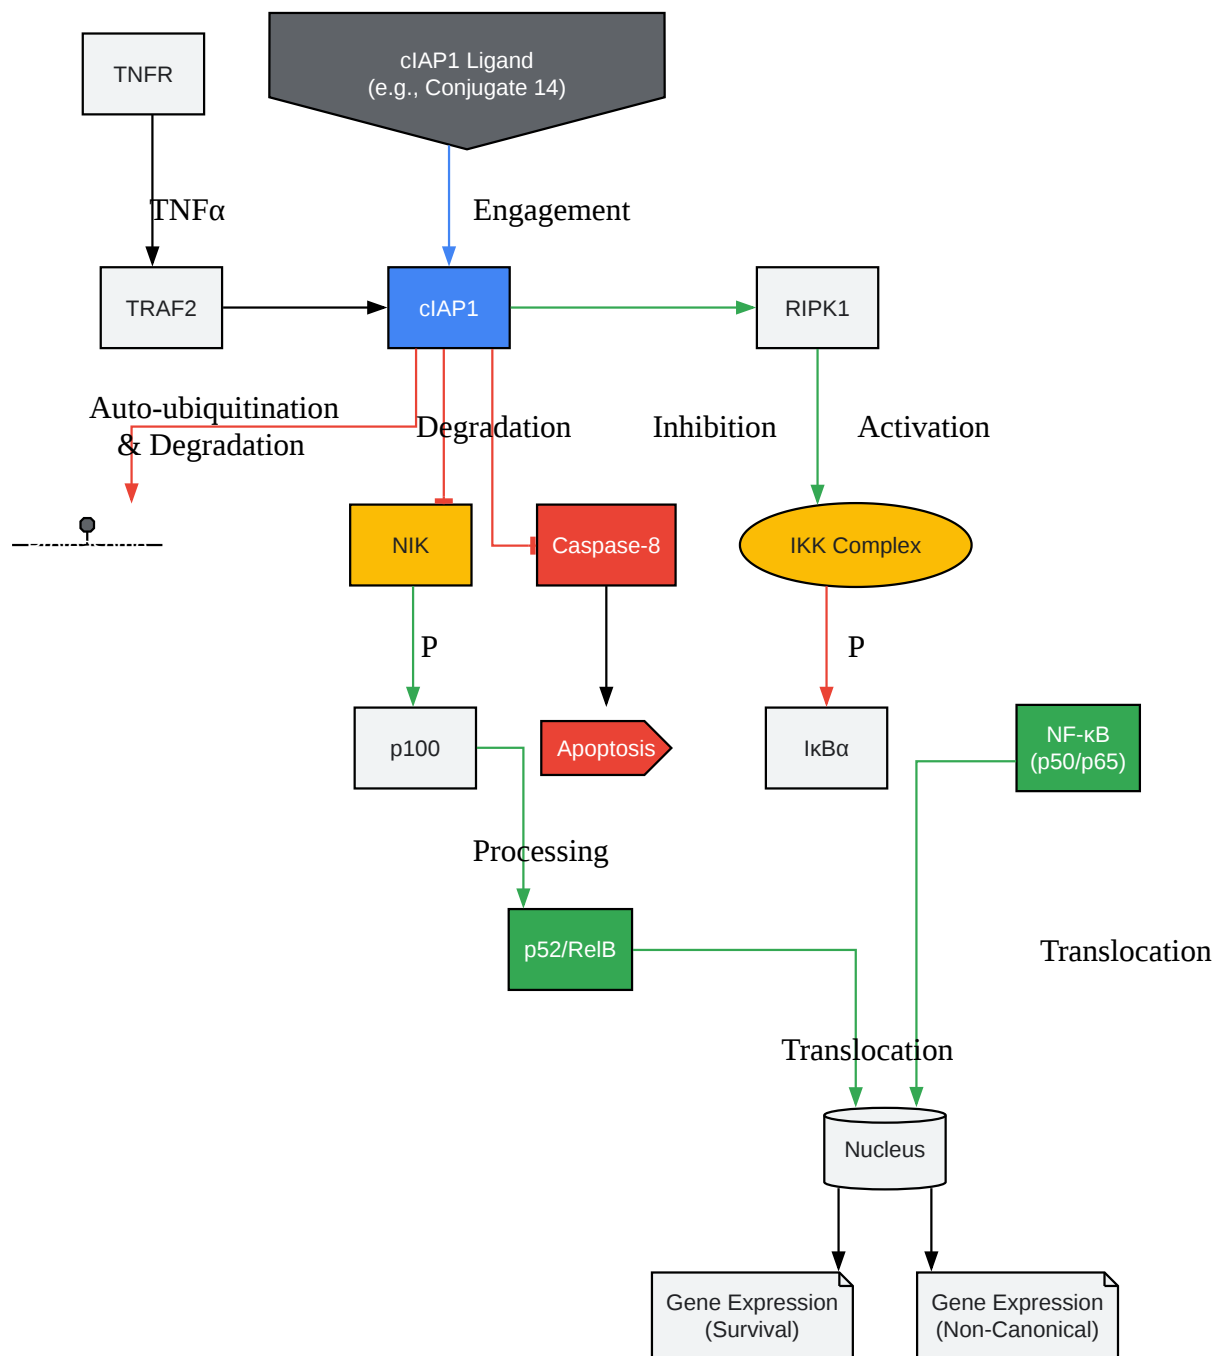 TNFR
cIAP1 Ligand
(e.g., Conjugate 14)
TNFα
Engagement
TRAF2
cIAP1
RIPK1
Auto-ubiquitination
& Degradation
Degradation
Inhibition
Activation
NIK
Caspase-8
IKK Complex
P
P
p100
Apoptosis
IκBα
NF-κB
(p50/p65)
Processing
p52/RelB
Translocation
Translocation
Nucleus
Gene Expression
(Survival)
Gene Expression
(Non-Canonical)